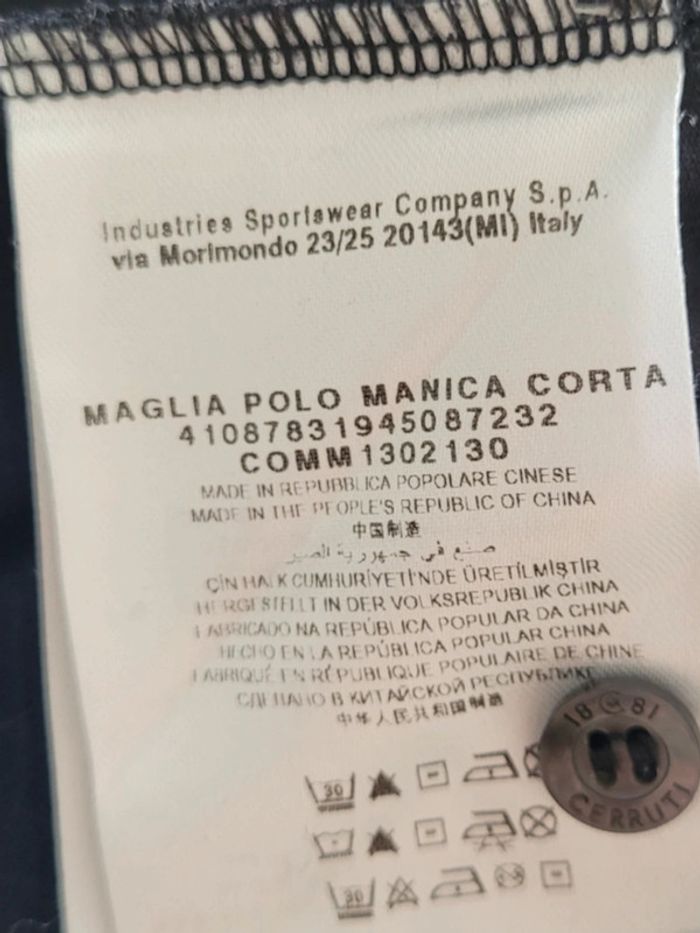 Industries Sportswear Company S.p.A.
via Morimondo 23/25 20143(MI) Italy
MAGLIA POLO MANICA CORTA
41087831945087232
COMM1302130
MADE IN REPUBBLICA POPOLARE CINESE
MADE IN THE PEOPLE'S REPUBLIC OF CHINA
中国制造
صنع في جمهورية الصين
ÇİN HALK CUMHURİYETİ'NDE ÜRETİLMİŞTİR
HERGESTELLT IN DER VOLKSREPUBLIK CHINA
FABRICADO NA REPÚBLICA POPULAR DA CHINA
HECHO EN LA REPÚBLICA POPULAR CHINA
FABRIQUÉ EN RÉPUBLIQUE POPULAIRE DE CHINE
СДЕЛАНО В КИТАЙСКОЙ РЕСПУБЛИКЕ
中华人民共和国制造
1881
CERRUTI
30
30